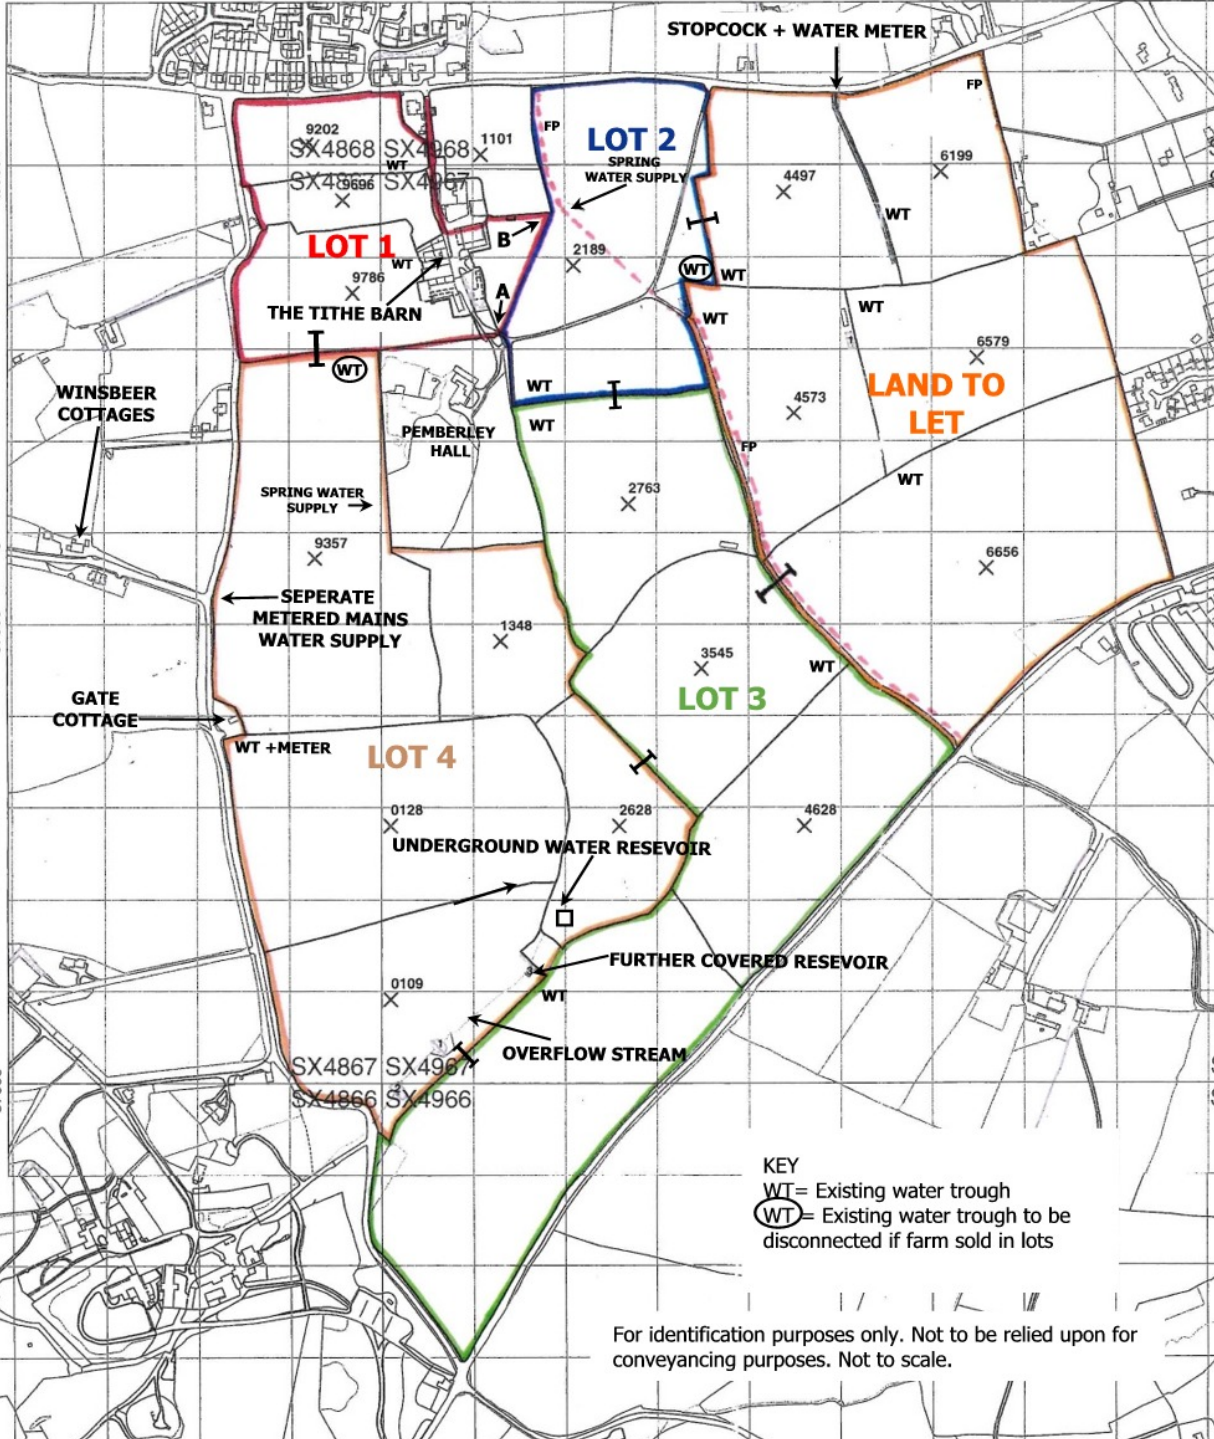 STOPCOCK + WATER METER
FP
9202
SX4868 SX4968
1101
FP
LOT 2
WT
SPRING
WATER SUPPLY
6199
4497
9696
WT
LOT 1
B
2189
WT
WT
WT
9786
A
THE TITHE BARN
WT
WT
6579
WT
WINSBEER
COTTAGES
WT
LAND TO
LET
4573
WT
PEMBERLEY
HALL
FP
WT
SPRING WATER
SUPPLY
2763
9357
6656
SEPERATE
METERED MAINS
WATER SUPPLY
1348
3545
WT
GATE
COTTAGE
LOT 3
WT +METER
LOT 4
0128
2628
4628
UNDERGROUND WATER RESEVOIR
FURTHER COVERED RESEVOIR
0109
WT
OVERFLOW STREAM
SX4867 SX4967
SX4866 SX4966
KEY
WT= Existing water trough
WT= Existing water trough to be
disconnected if farm sold in lots
For identification purposes only. Not to be relied upon for
conveyancing purposes. Not to scale.